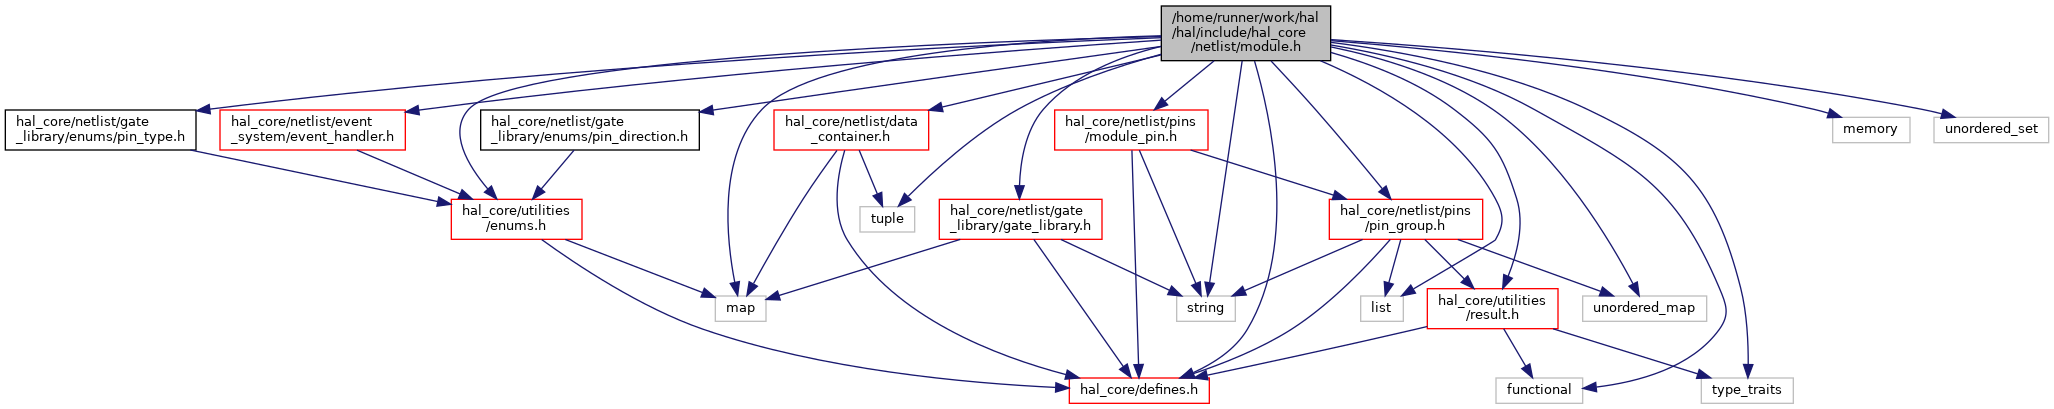 /home/runner/work/hal
/hal/include/hal_core
/netlist/module.h
hal_core/netlist/gate
_library/enums/pin_type.h
hal_core/netlist/event
_system/event_handler.h
hal_core/netlist/gate
_library/enums/pin_direction.h
hal_core/netlist/data
_container.h
hal_core/netlist/pins
/module_pin.h
memory
unordered_set
hal_core/utilities
/enums.h
tuple
hal_core/netlist/gate
_library/gate_library.h
hal_core/netlist/pins
/pin_group.h
map
string
list
hal_core/utilities
/result.h
unordered_map
hal_core/defines.h
functional
type_traits